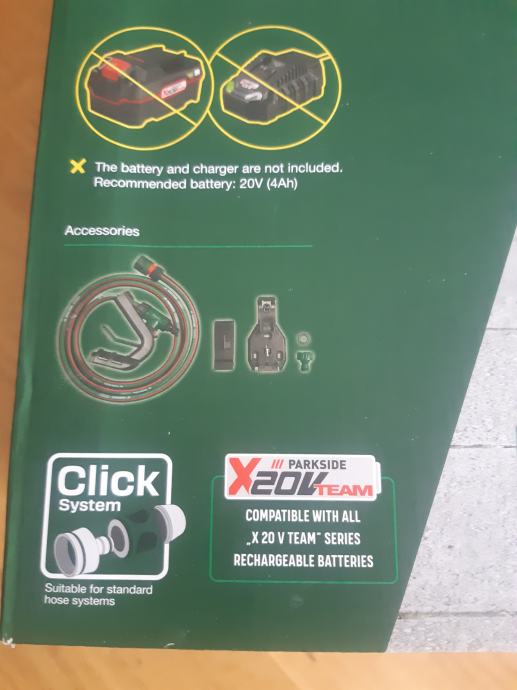 The battery and charger are not included.
Recommended battery: 20V (4Ah)
Accessories
Click
System
Suitable for standard
hose systems
/// PARKSIDE
X20V TEAM
COMPATIBLE WITH ALL
„X 20 V TEAM“ SERIES
RECHARGEABLE BATTERIES